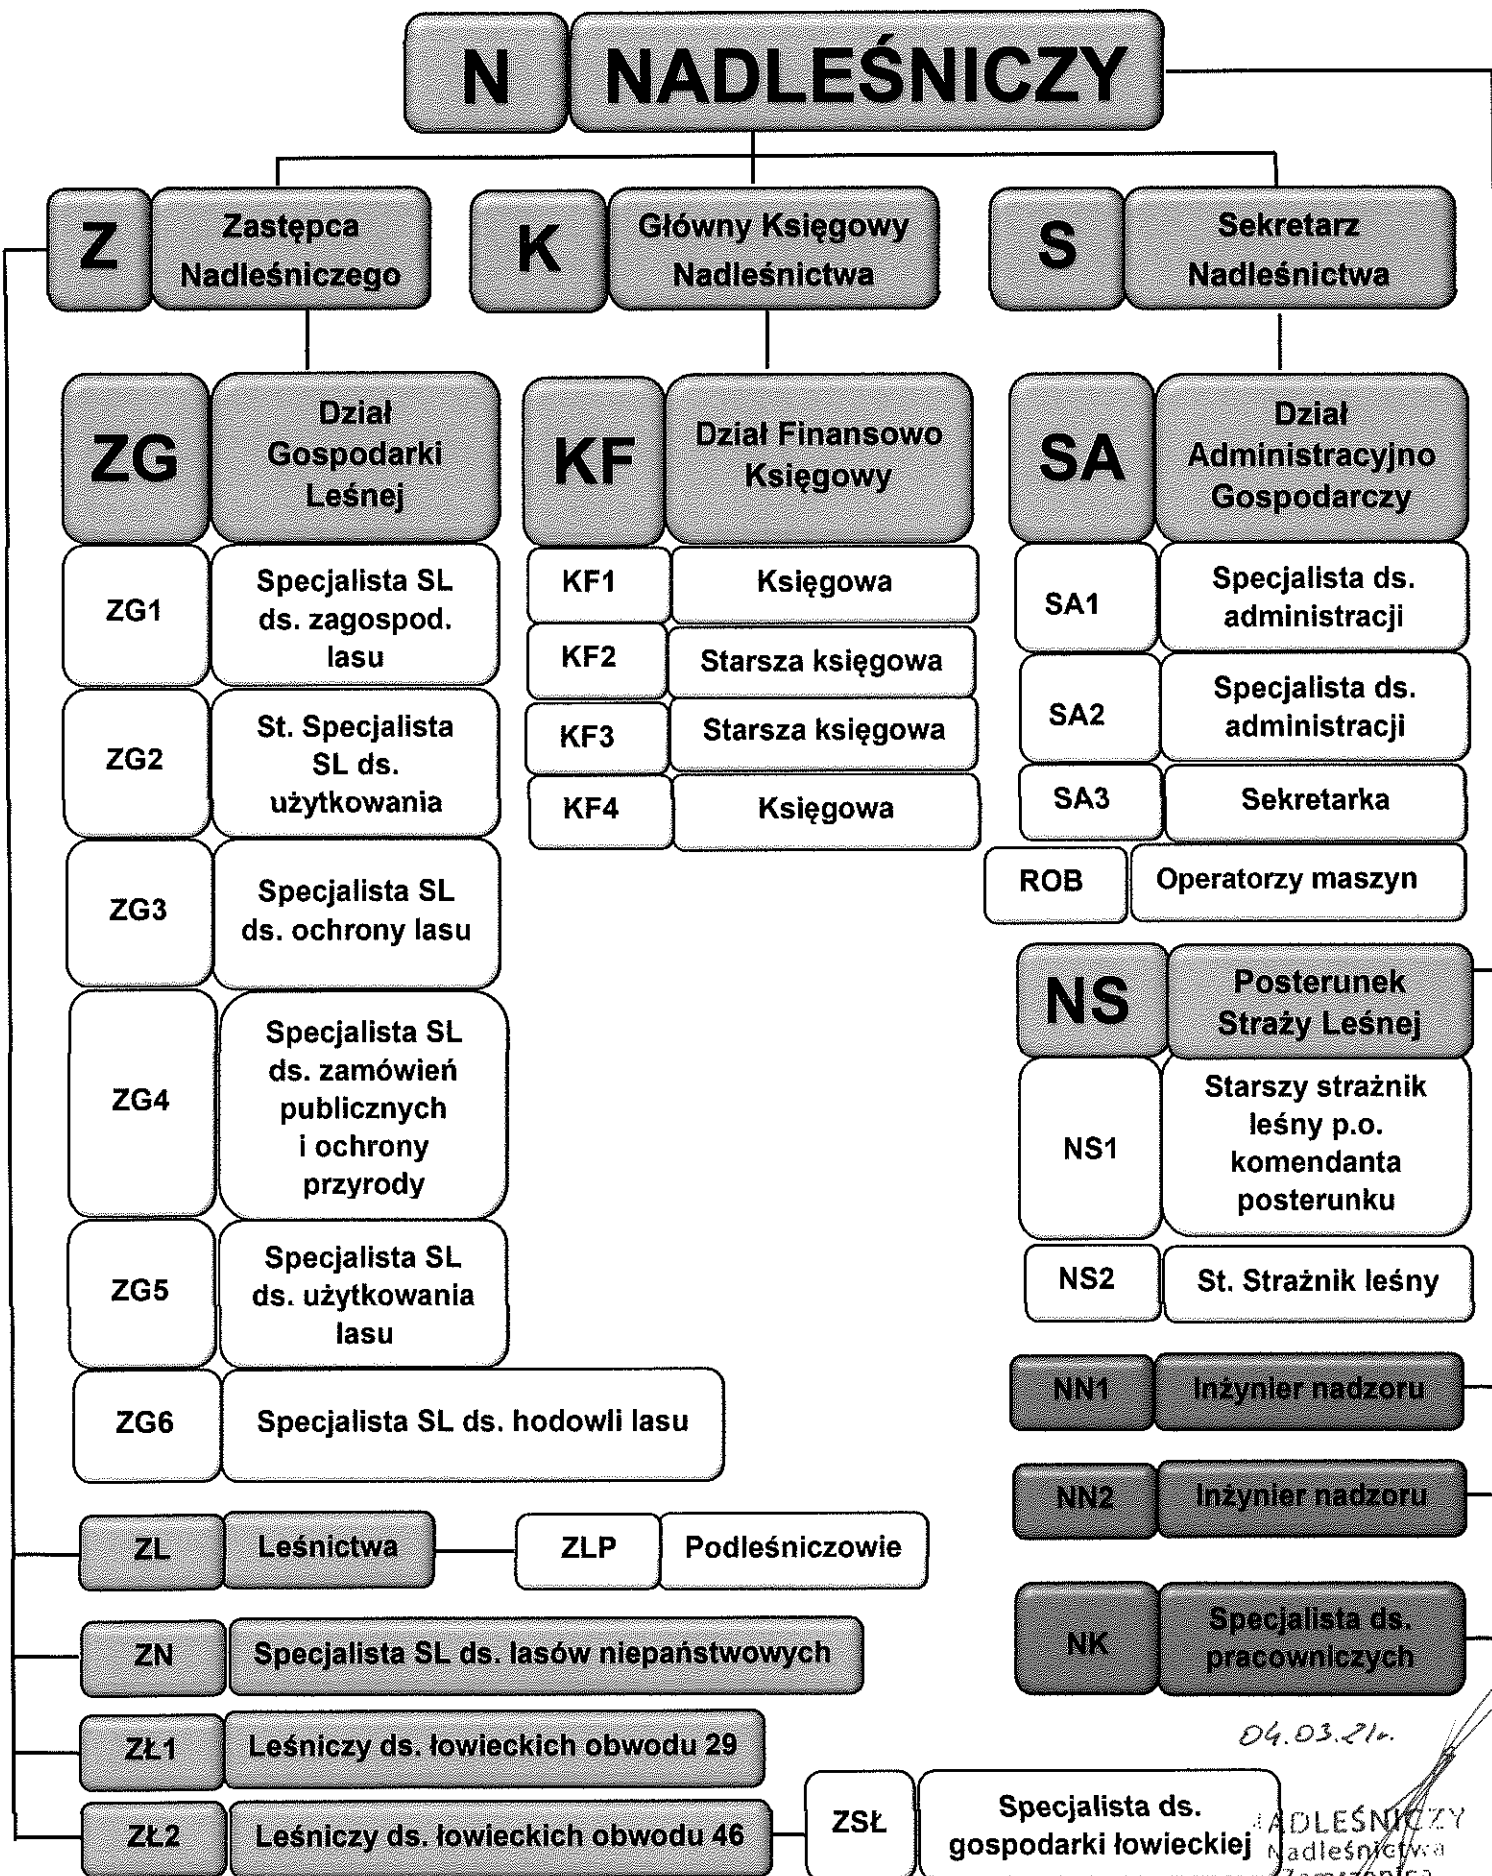 N NADLEŚNICZY
Z Zastępca
Nadleśniczego
K Główny Księgowy
Nadleśnictwa
S Sekretarz
Nadleśnictwa
ZG Dział
Gospodarki
Leśnej
ZG1 Specjalista SL
ds. zagospod.
lasu
ZG2 St. Specjalista
SL ds.
użytkowania
ZG3 Specjalista SL
ds. ochrony lasu
ZG4 Specjalista SL
ds. zamówień
publicznych
i ochrony
przyrody
ZG5 Specjalista SL
ds. użytkowania
lasu
ZG6 Specjalista SL ds. hodowli lasu
KF Dział Finansowo
Księgowy
KF1 Księgowa
KF2 Starsza księgowa
KF3 Starsza księgowa
KF4 Księgowa
SA Dział
Administracyjno
Gospodarczy
SA1 Specjalista ds.
administracji
SA2 Specjalista ds.
administracji
SA3 Sekretarka
ROB Operatorzy maszyn
NS Posterunek
Straży Leśnej
NS1 Starszy strażnik
leśny p.o.
komendanta
posterunku
NS2 St. Strażnik leśny
NN1 Inżynier nadzoru
NN2 Inżynier nadzoru
NK Specjalista ds.
pracowniczych
ZL Leśnictwa
ZLP Podleśniczowie
ZN Specjalista SL ds. lasów niepaństwowych
ZŁ1 Leśniczy ds. łowieckich obwodu 29
ZŁ2 Leśniczy ds. łowieckich obwodu 46
ZSŁ Specjalista ds.
gospodarki łowieckiej
04.03.21r.
NADLEŚNICZY
Nadleśnictwa